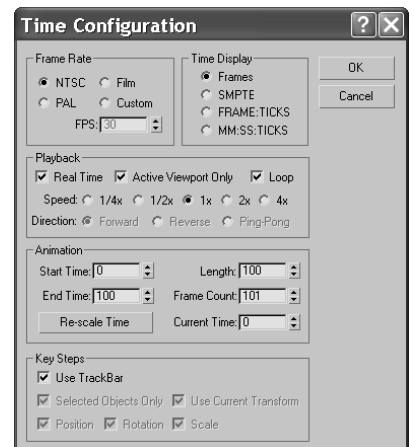 Time Configuration
Frame Rate
NTSC Film
PAL Custom
FPS: 30
Time Display
Frames
SMPTE
FRAME:TICKS
MM:SS:TICKS
OK
Cancel
Playback
Real Time Active Viewport Only Loop
Speed: 1/4x 1/2x 1x 2x 4x
Direction: Forward Reverse Ping-Pong
Animation
Start Time: 0 Length: 100
End Time: 100 Frame Count: 101
Re-scale Time Current Time: 0
Key Steps
Use TrackBar
Selected Objects Only Use Current Transform
Position Rotation Scale